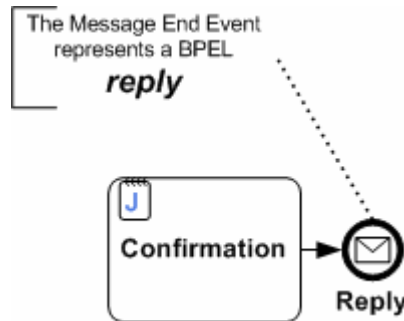 The Message End Event
represents a BPEL
reply
J
Confirmation
Reply